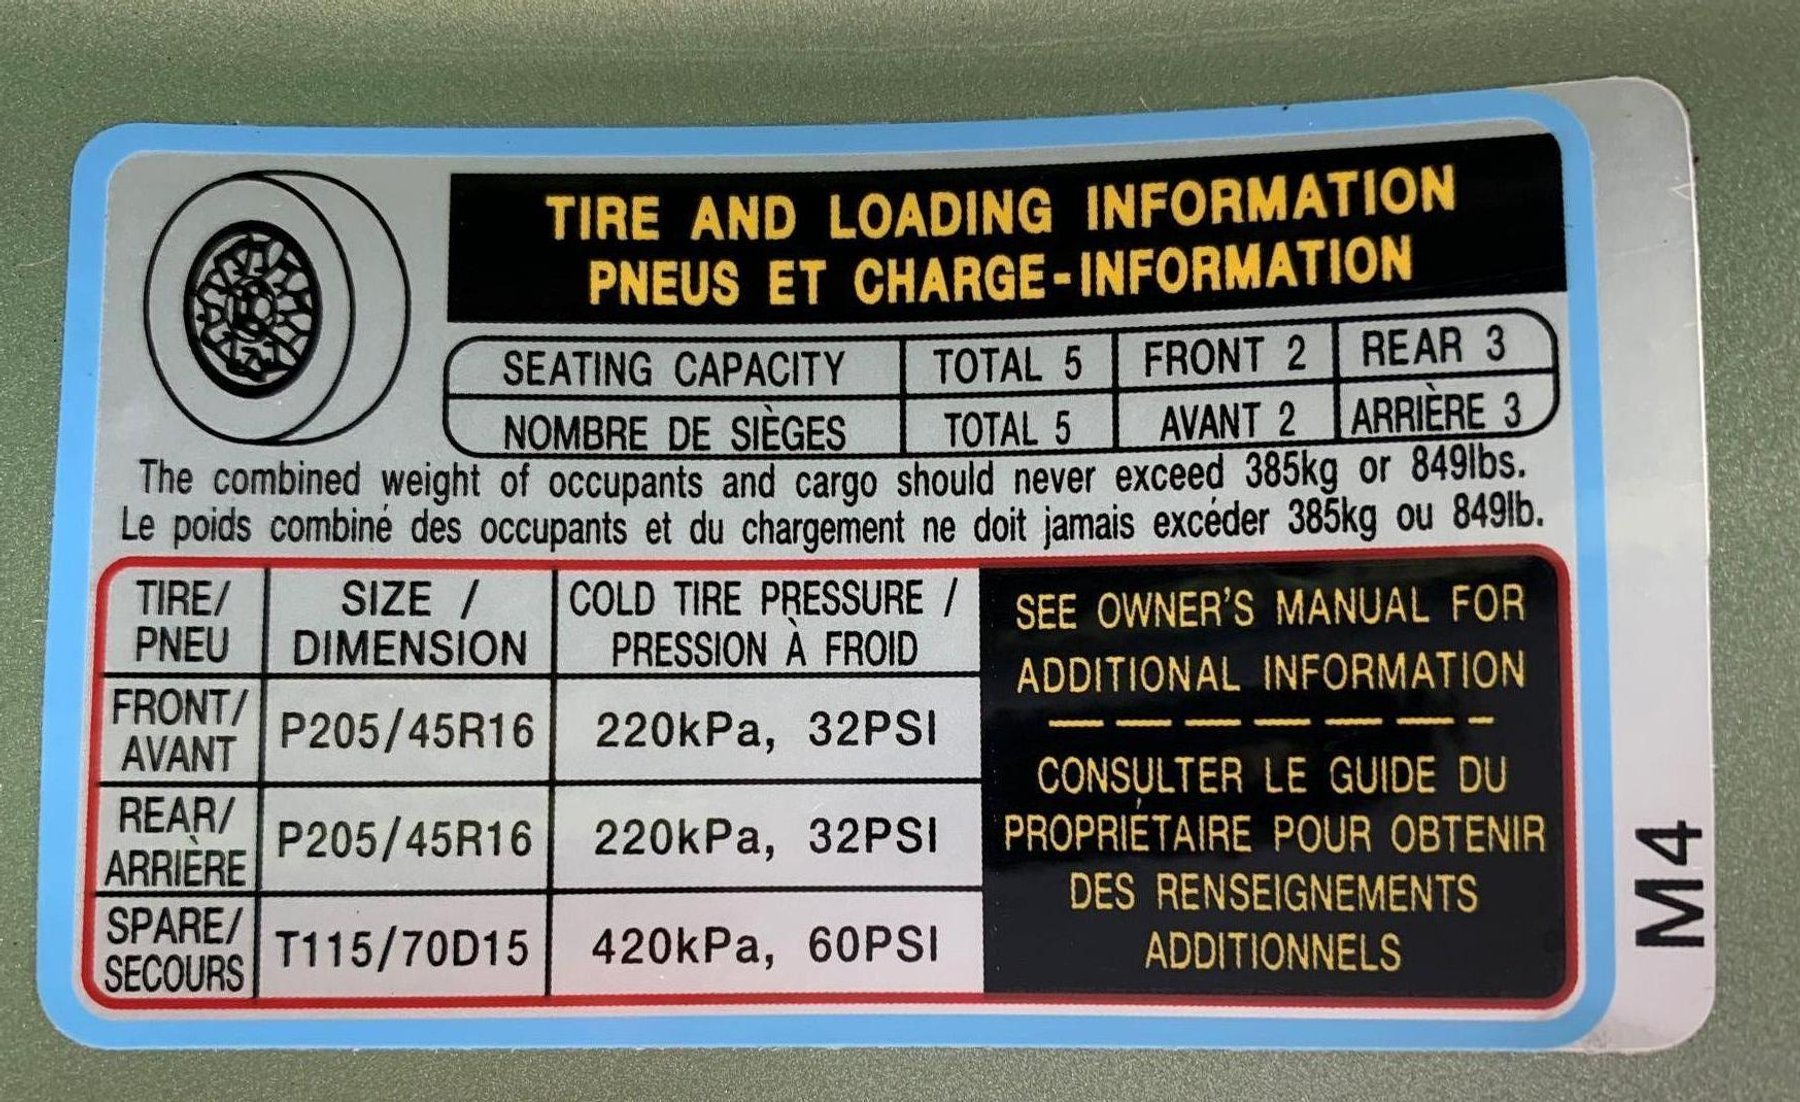 TIRE AND LOADING INFORMATION
PNEUS ET CHARGE-INFORMATION
SEATING CAPACITY TOTAL 5 FRONT 2 REAR 3
NOMBRE DE SIÈGES TOTAL 5 AVANT 2 ARRIÈRE 3
The combined weight of occupants and cargo should never exceed 385kg or 849lbs.
Le poids combiné des occupants et du chargement ne doit jamais excéder 385kg ou 849lb.
TIRE/ SIZE / COLD TIRE PRESSURE /
PNEU DIMENSION PRESSION À FROID
FRONT/
AVANT P205/45R16 220kPa, 32PSI
REAR/
ARRIÈRE P205/45R16 220kPa, 32PSI
SPARE/
SECOURS T115/70D15 420kPa, 60PSI
SEE OWNER'S MANUAL FOR
ADDITIONAL INFORMATION
CONSULTER LE GUIDE DU
PROPRIÉTAIRE POUR OBTENIR
DES RENSEIGNEMENTS
ADDITIONNELS
M4